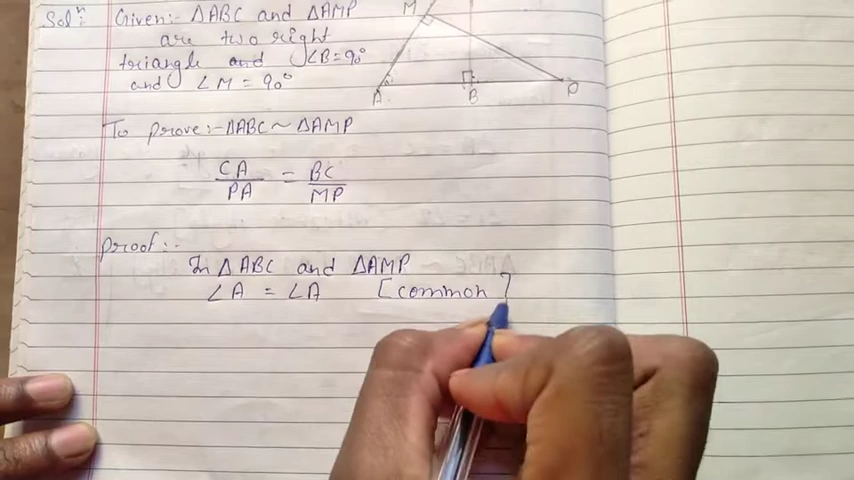 Solⁿ: Given:- ΔABC and ΔAMP
are two right
triangle and ∠B=90°
and ∠M = 90°
M
A B P
To prove:- ΔABC ~ ΔAMP
CA/PA = BC/MP
Proof:-
In ΔABC and ΔAMP
∠A = ∠A [common]